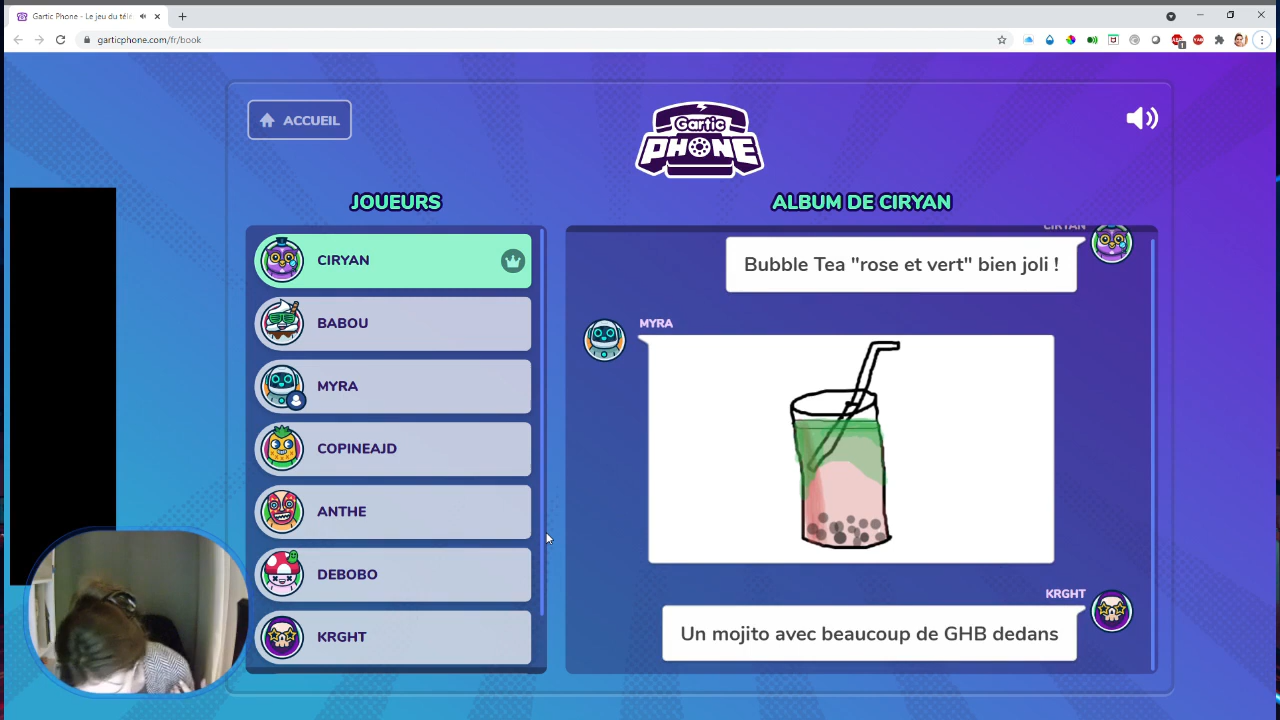 Gartic Phone - Le jeu du télé
garticphone.com/fr/book
ACCUEIL
Gartic
PHONE
JOUEURS
CIRYAN
BABOU
MYRA
COPINEAJD
ANTHE
DEBOBO
KRGHT
ALBUM DE CIRYAN
CIRYAN
Bubble Tea "rose et vert" bien joli !
MYRA
KRGHT
Un mojito avec beaucoup de GHB dedans